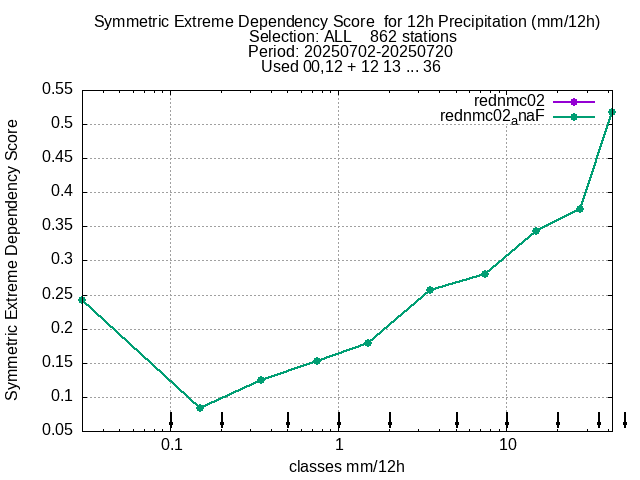 Symmetric Extreme Dependency Score  for 12h Precipitation (mm/12h)
Selection: ALL    862 stations
Period: 20250702-20250720
Used 00,12 + 12 13 ... 36
rednmc02
rednmc02anaF
Symmetric Extreme Dependency Score
0.55
0.5
0.45
0.4
0.35
0.3
0.25
0.2
0.15
0.1
0.05
0.1 1 10
classes mm/12h